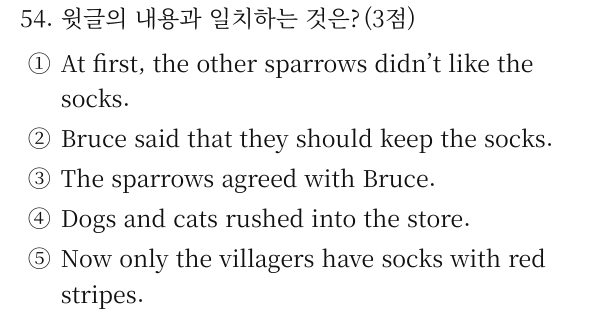 54. 윗글의 내용과 일치하는 것은?(3점)
① At first, the other sparrows didn’t like the
socks.
② Bruce said that they should keep the socks.
③ The sparrows agreed with Bruce.
④ Dogs and cats rushed into the store.
⑤ Now only the villagers have socks with red
stripes.